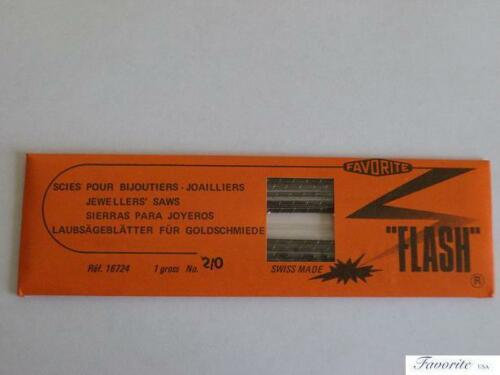 FAVORITE
SCIES POUR BIJOUTIERS - JOAILLIERS
JEWELLERS' SAWS
SIERRAS PARA JOYEROS
LAUBSÄGEBLÄTTER FÜR GOLDSCHMIEDE
"FLASH"
®
Réf. 16724 1 gross No. 2/0
SWISS MADE
Favorite USA